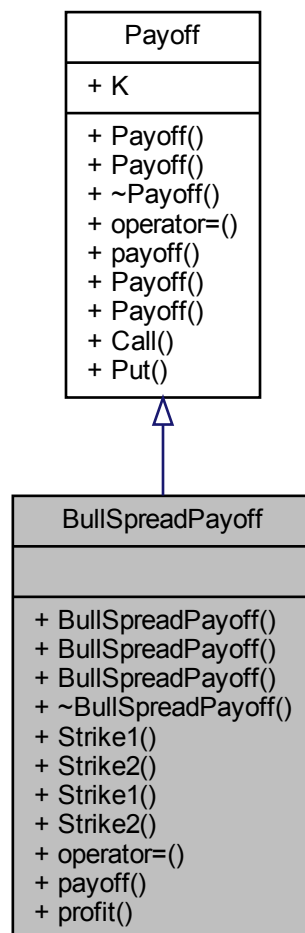 Payoff
+ K
+ Payoff()
+ Payoff()
+ ~Payoff()
+ operator=()
+ payoff()
+ Payoff()
+ Payoff()
+ Call()
+ Put()
BullSpreadPayoff
+ BullSpreadPayoff()
+ BullSpreadPayoff()
+ BullSpreadPayoff()
+ ~BullSpreadPayoff()
+ Strike1()
+ Strike2()
+ Strike1()
+ Strike2()
+ operator=()
+ payoff()
+ profit()